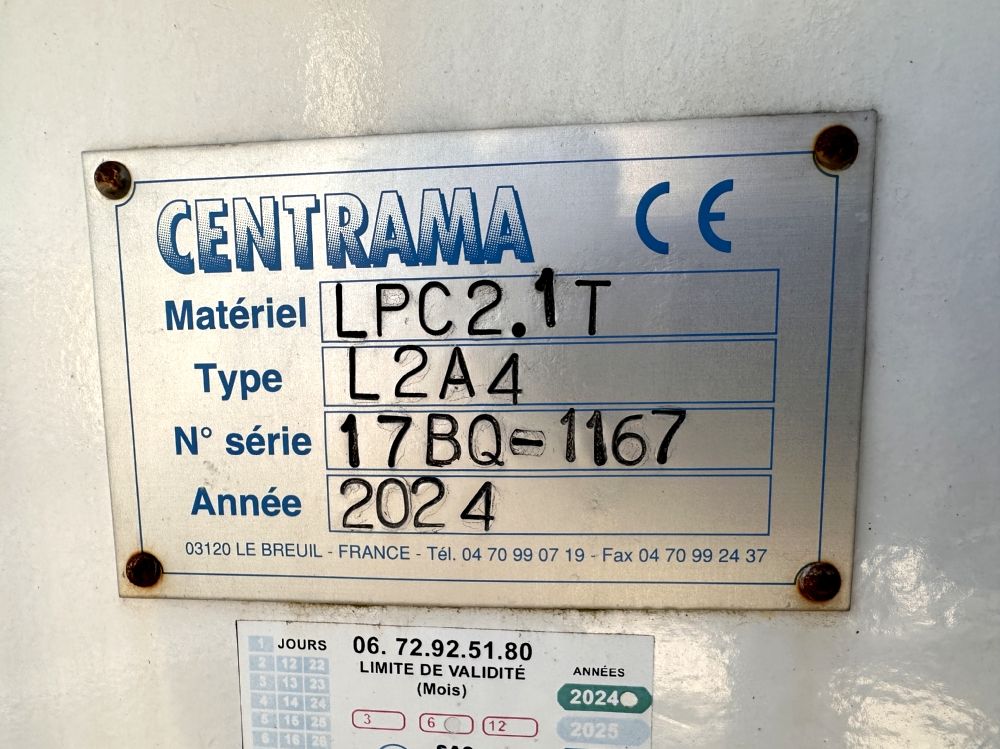 CENTRAMA CE
Matériel LPC2.1T
Type L2A4
N° série 17BQ-1167
Année 2024
03120 LE BREUIL - FRANCE - Tél. 04 70 99 07 19 - Fax 04 70 99 24 37
1 JOURS 06. 72.92.51.80
2 12 22 LIMITE DE VALIDITÉ ANNÉES
3 13 23 (Mois) 2024
4 14 24
5 15 25 3 6 12 2025
6 16 26